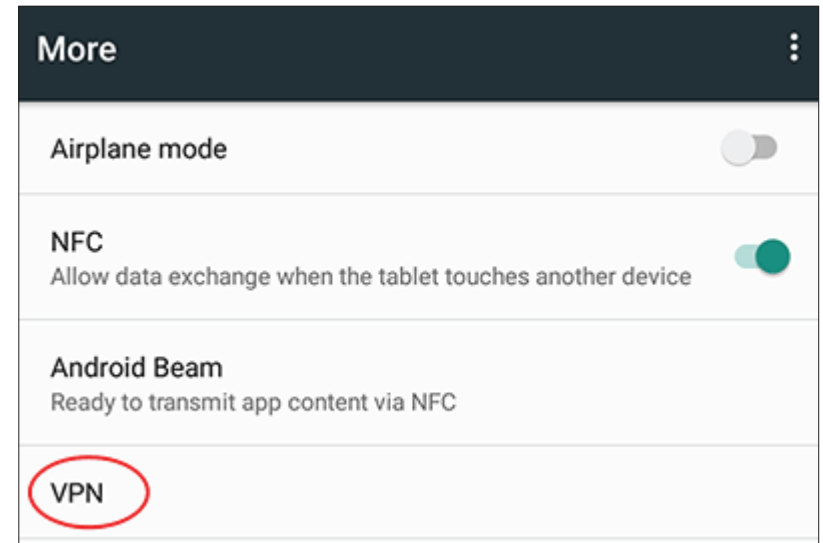 More
Airplane mode
NFC
Allow data exchange when the tablet touches another device
Android Beam
Ready to transmit app content via NFC
VPN